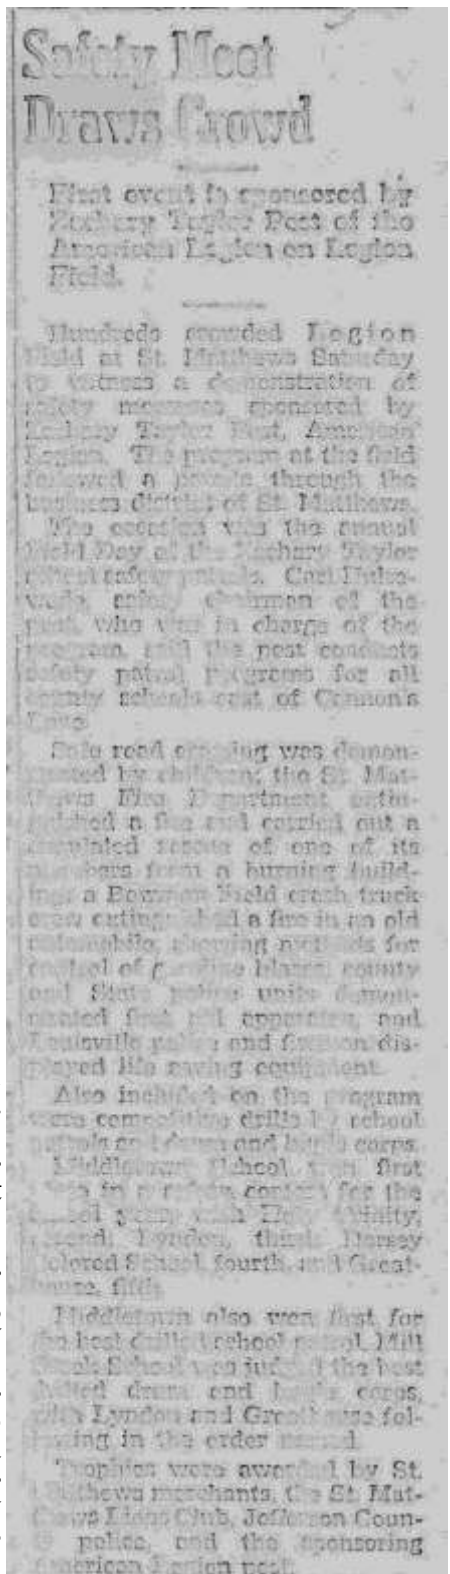 Safety Meet
Draws Crowd
First event is sponsored by
Zachary Taylor Post of the
American Legion on Legion
Field.
Hundreds crowded Legion
Field at St. Matthews Saturday
to witness a demonstration of
safety measures sponsored by
Zachary Taylor Post, American
Legion. The program at the field
followed a parade through the
business district of St. Matthews.
The occasion was the annual
Field Day of the Zachary Taylor
school safety patrols. Carl
safety chairman of the
post, who was in charge of the
program, said the post conducts
safety patrol programs for all
county schools east of Cannon's
Lane.
Safe road crossing was demon-
strated by children; the St. Mat-
thews Fire Department extin-
guished a fire and carried out a
simulated rescue of one of its
members from a burning build-
ing; a Bowman Field crash truck
crew extinguished a fire in an old
automobile, showing methods for
control of gasoline blazes; county
and State police units demon-
strated first aid apparatus, and
Louisville police and firemen dis-
played life saving equipment.
Also included on the program
were competitive drills by school
patrols and drum and bugle corps.
Middletown School won first
place in a safety contest for the
school year, with Holy Trinity,
second, Lyndon, third; Dorsey
Colored School, fourth, and Great-
house, fifth.
Middletown also won first for
the best drilled school patrol. Mill
Creek School was judged the best
drilled drum and bugle corps,
with Lyndon and Greathouse fol-
lowing in the order named.
Trophies were awarded by St.
Matthews merchants, the St. Mat-
thews Lions Club, Jefferson Coun-
ty police, and the sponsoring
American Legion post.